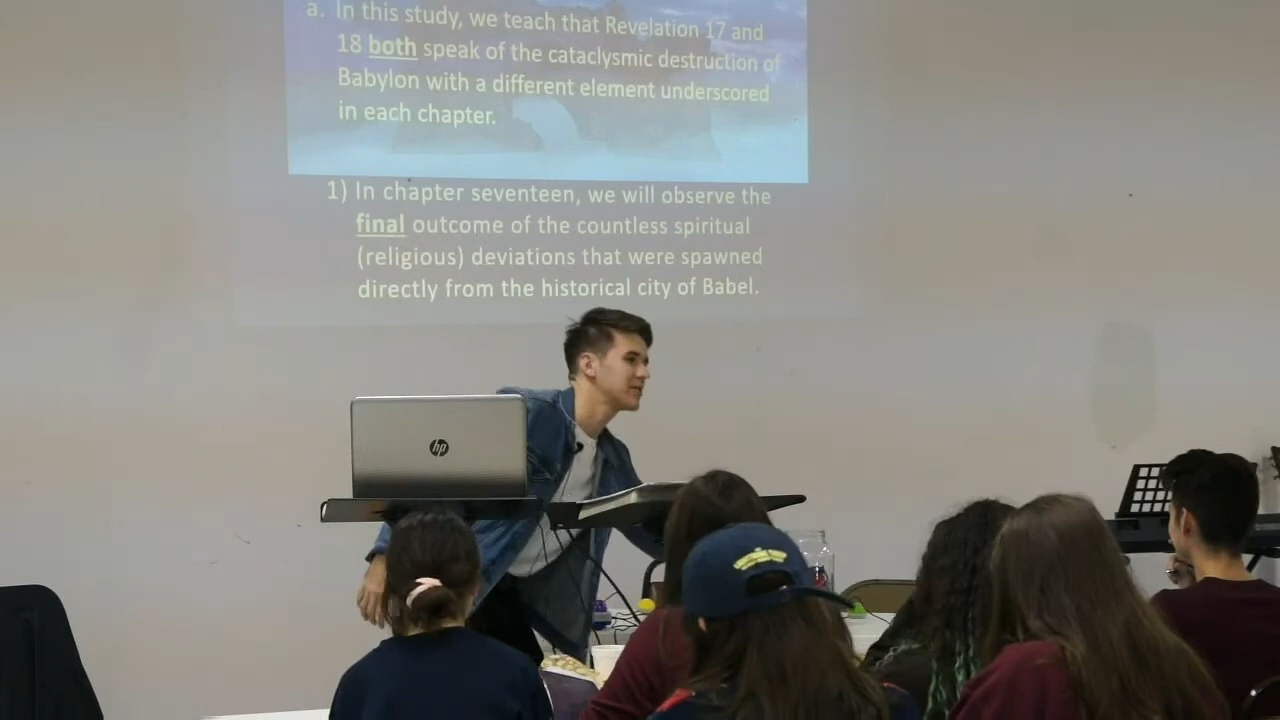 a. In this study, we teach that Revelation 17 and
18 both speak of the cataclysmic destruction of
Babylon with a different element underscored
in each chapter.
1) In chapter seventeen, we will observe the
final outcome of the countless spiritual
(religious) deviations that were spawned
directly from the historical city of Babel.
hp